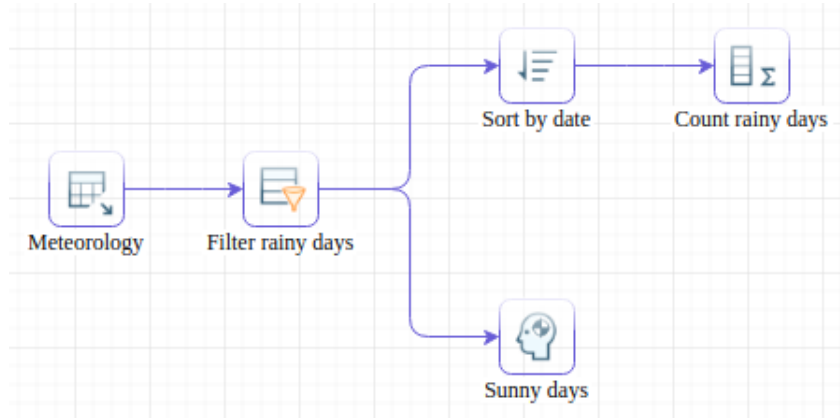 Sort by date
Count rainy days
Meteorology
Filter rainy days
Sunny days